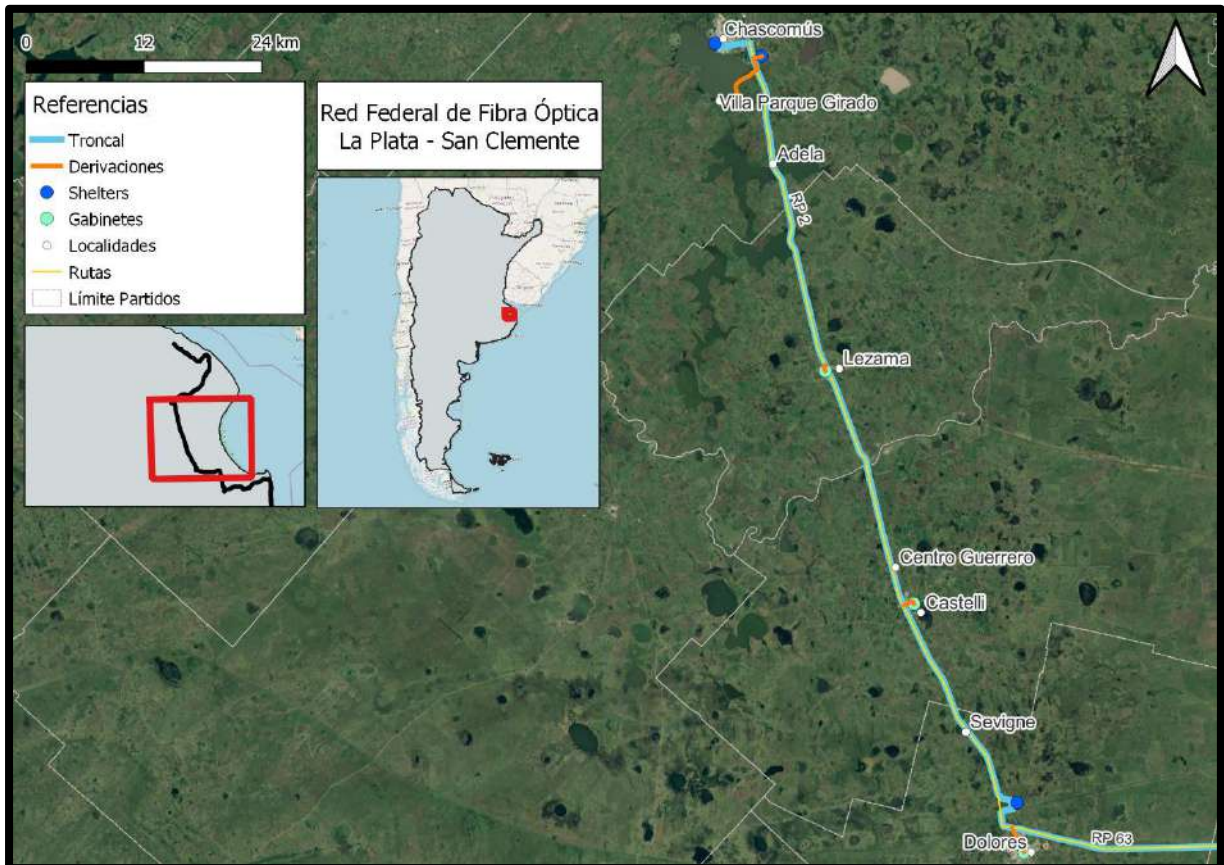 0 12 24 km
Referencias
Troncal
Derivaciones
Shelters
Gabinetes
Localidades
Rutas
Límite Partidos
Red Federal de Fibra Óptica
La Plata - San Clemente
Chascomús
Villa Parque Girado
Adela
RP 2
Lezama
Centro Guerrero
Castelli
Sevigne
Dolores
RP 63